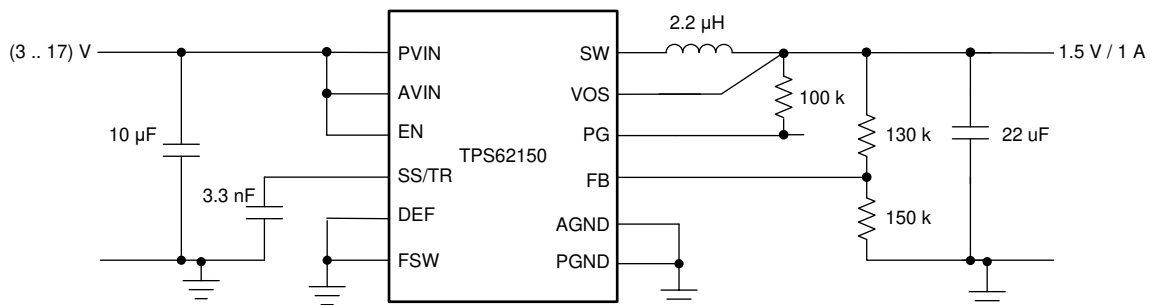 2.2 µH
(3 .. 17) V
PVIN
SW
1.5 V / 1 A
AVIN
VOS
100 k
10 µF
EN
PG
130 k
22 uF
TPS62150
3.3 nF
SS/TR
FB
DEF
AGND
150 k
FSW
PGND